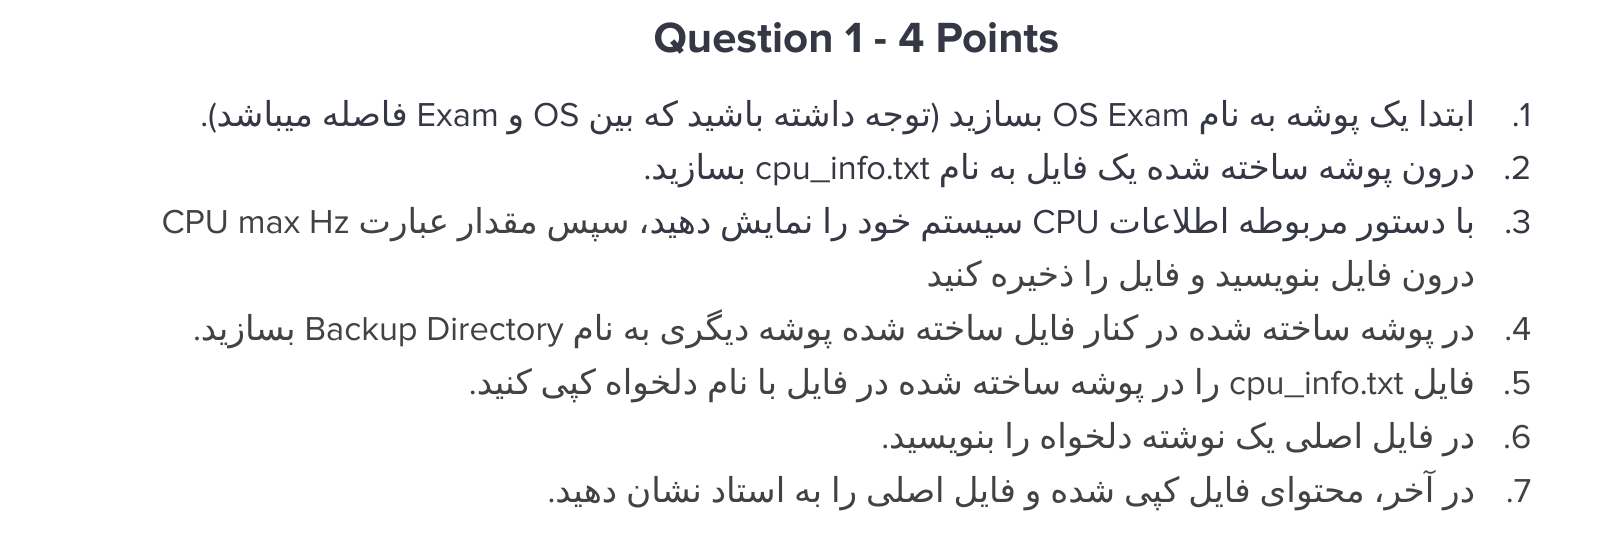 Question 1 - 4 Points
1. ابتدا یک پوشه به نام OS Exam بسازید (توجه داشته باشید که بین OS و Exam فاصله میباشد).
2. درون پوشه ساخته شده یک فایل به نام cpu_info.txt بسازید.
3. با دستور مربوطه اطلاعات CPU سیستم خود را نمایش دهید، سپس مقدار عبارت CPU max Hz
درون فایل بنویسید و فایل را ذخیره کنید
4. در پوشه ساخته شده در کنار فایل ساخته شده پوشه دیگری به نام Backup Directory بسازید.
5. فایل cpu_info.txt را در پوشه ساخته شده در فایل با نام دلخواه کپی کنید.
6. در فایل اصلی یک نوشته دلخواه را بنویسید.
7. در آخر، محتوای فایل کپی شده و فایل اصلی را به استاد نشان دهید.